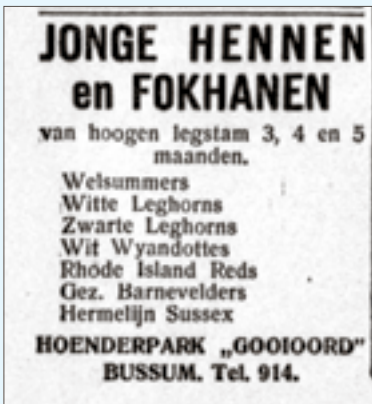 JONGE HENNEN
en FOKHANEN
van hoogen legstam 3, 4 en 5
maanden.
Welsummers
Witte Leghorns
Zwarte Leghorns
Wit Wyandottes
Rhode Island Reds
Gez. Barnevelders
Hermelijn Sussex
HOENDERPARK „GOOIOORD"
BUSSUM. Tel. 914.